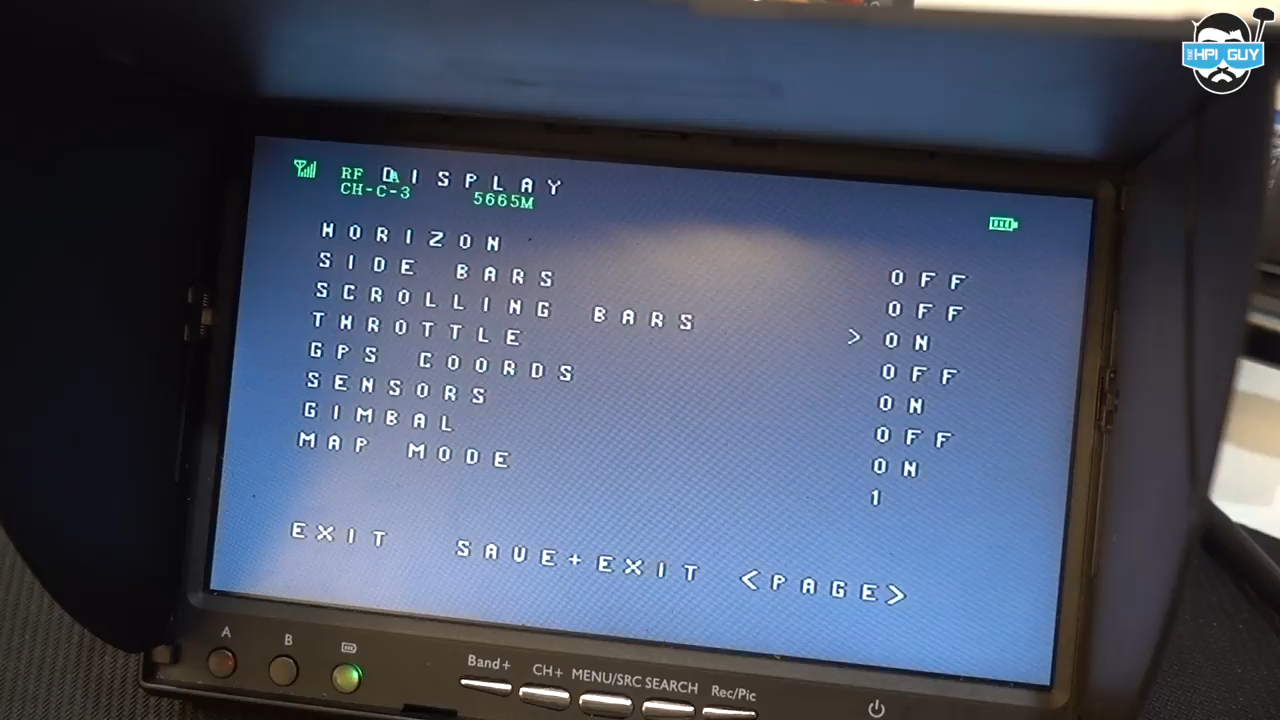 THAT HPI GUY
RF DISPLAY
CH-C-3 5665M
HORIZON OFF
SIDE BARS OFF
SCROLLING BARS > ON
THROTTLE OFF
GPS COORDS ON
SENSORS OFF
GIMBAL ON
MAP MODE 1
EXIT SAVE+EXIT <PAGE>
A B
Band+ CH+ MENU/SRC SEARCH Rec/Pic